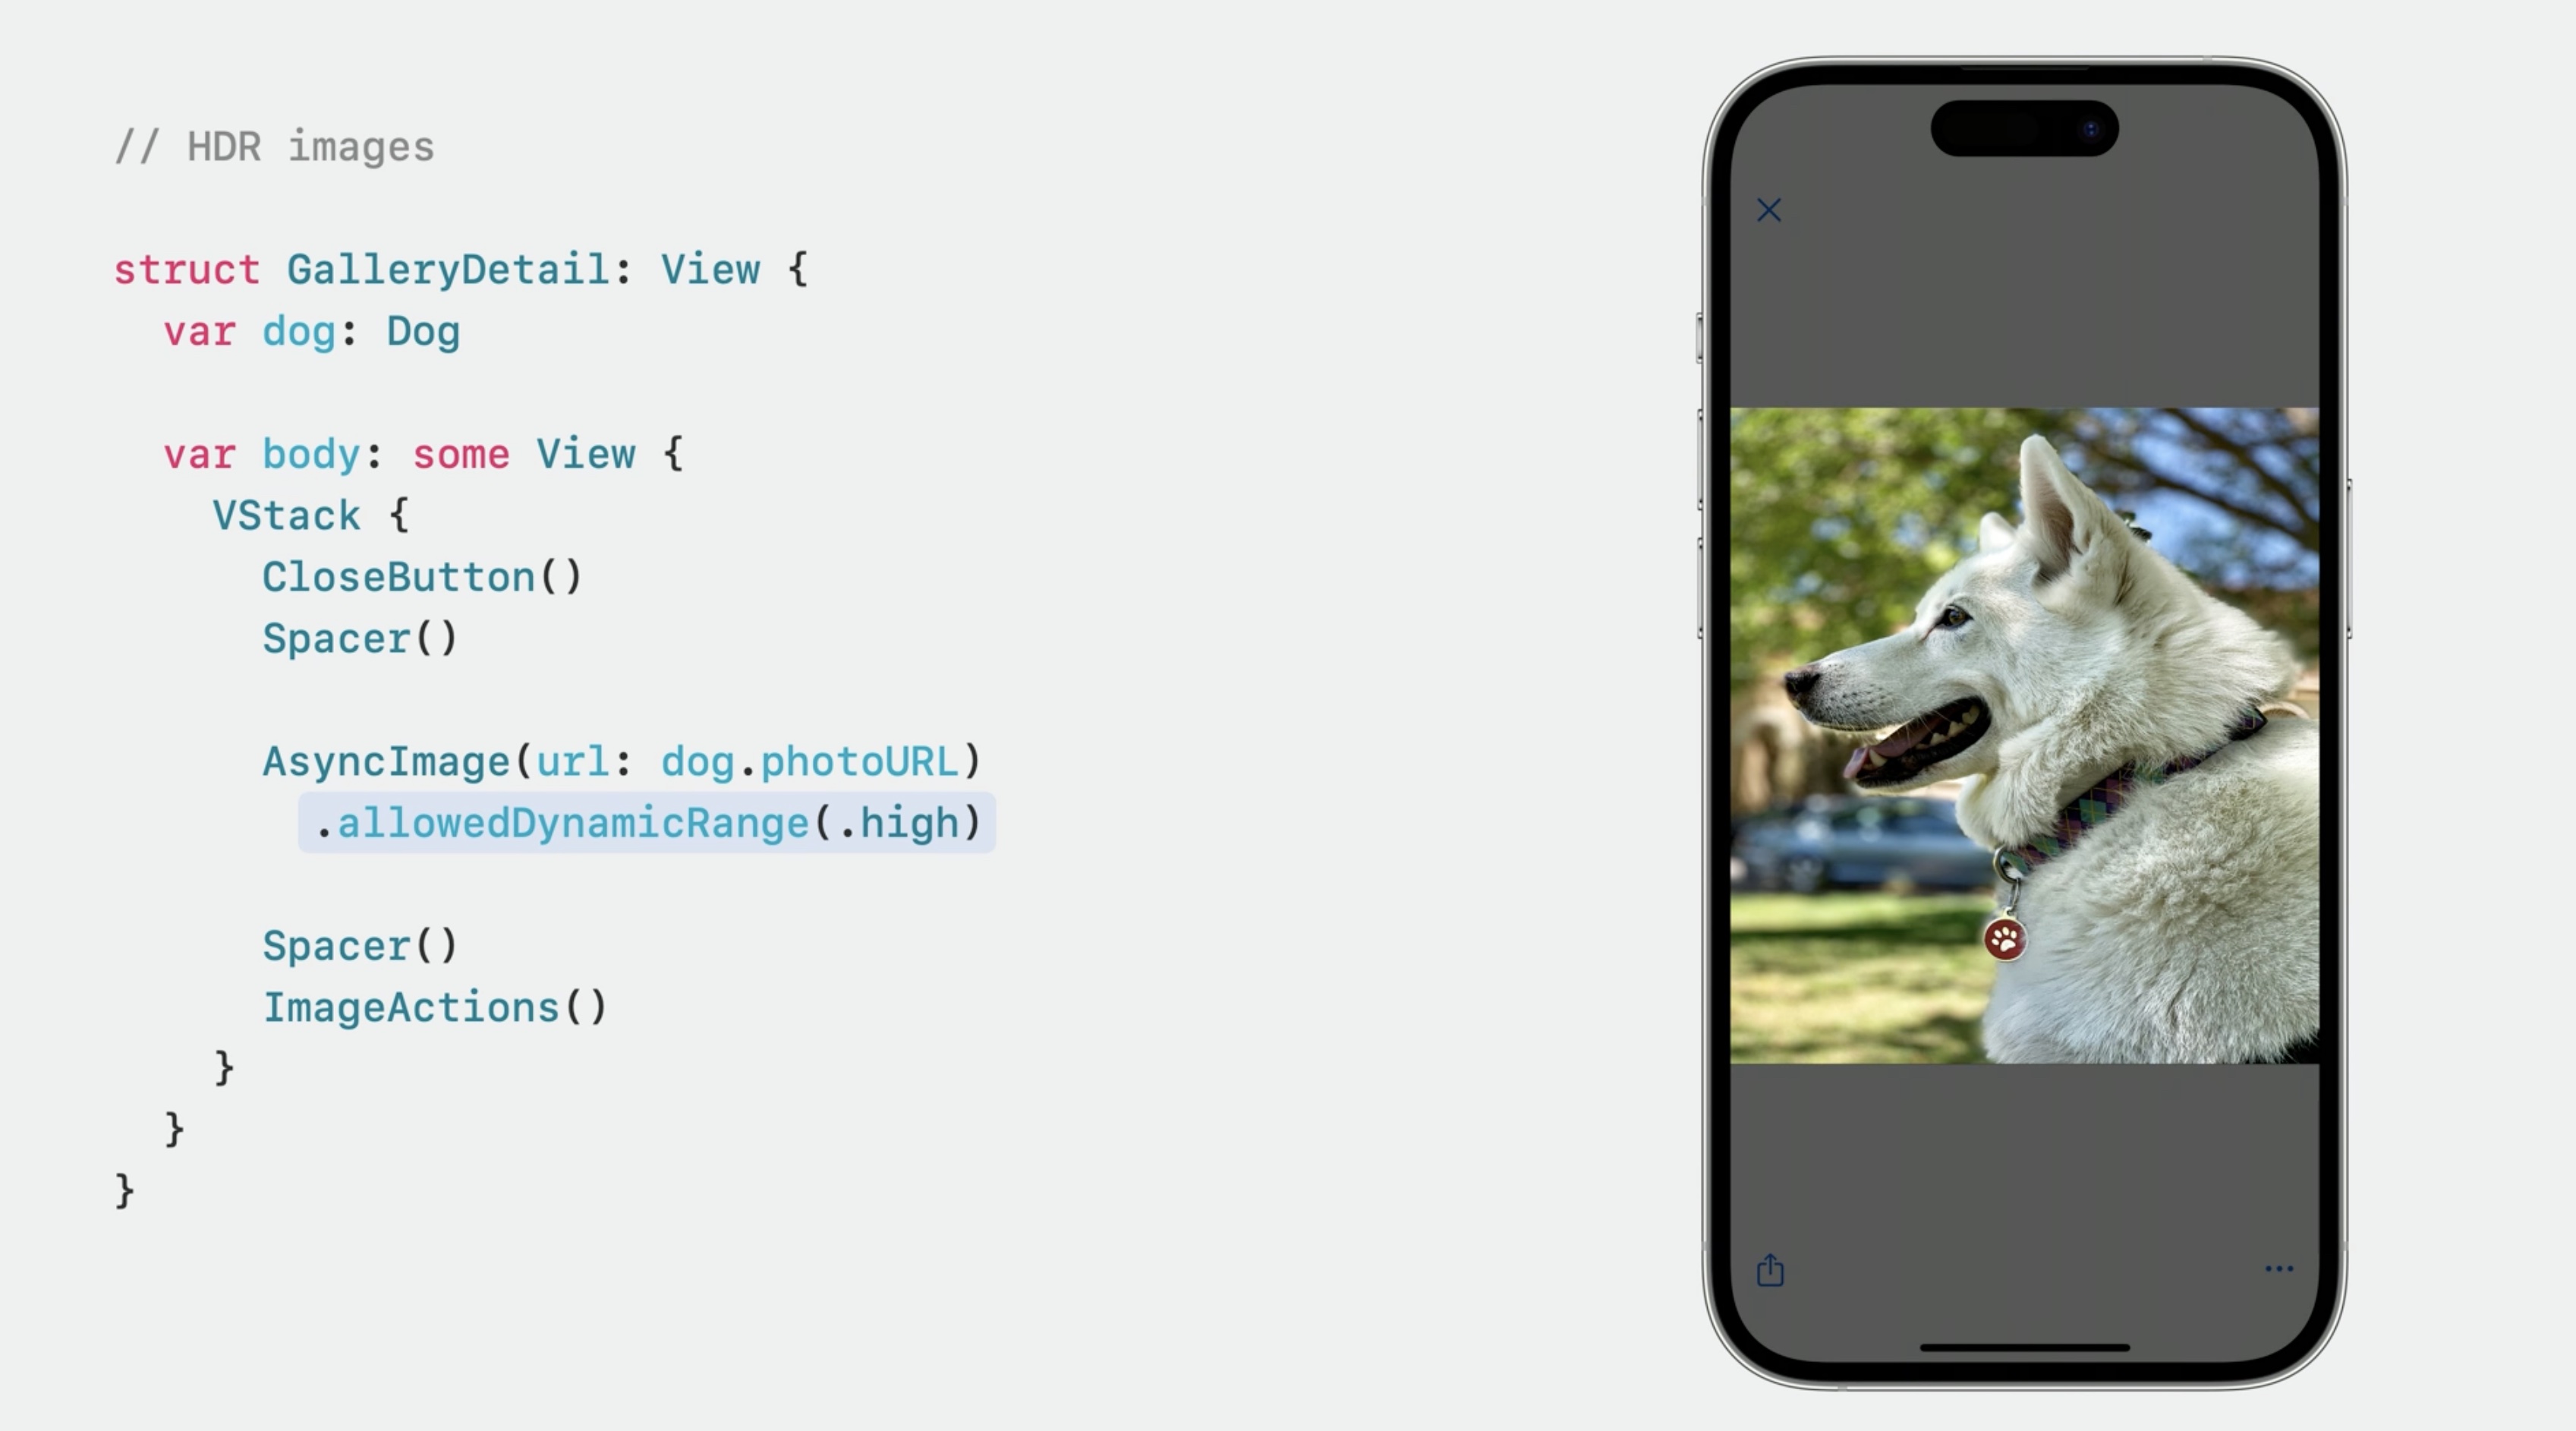 // HDR images
struct GalleryDetail: View {
var dog: Dog
var body: some View {
VStack {
CloseButton()
Spacer()
AsyncImage(url: dog.photoURL)
.allowedDynamicRange(.high)
Spacer()
ImageActions()
}
}
}